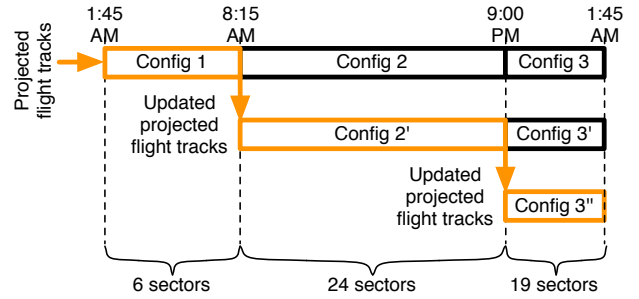 1:45 AM
8:15 AM
9:00 PM
1:45 AM
Projected flight tracks
Config 1
Config 2
Config 3
Updated
projected
flight tracks
Config 2'
Config 3'
Updated
projected
flight tracks
Config 3"
6 sectors
24 sectors
19 sectors